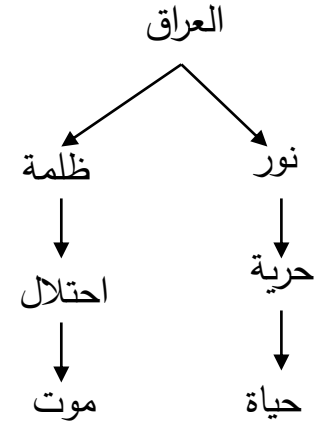 العراق
نور
ظلمة
حرية
احتلال
حياة
موت